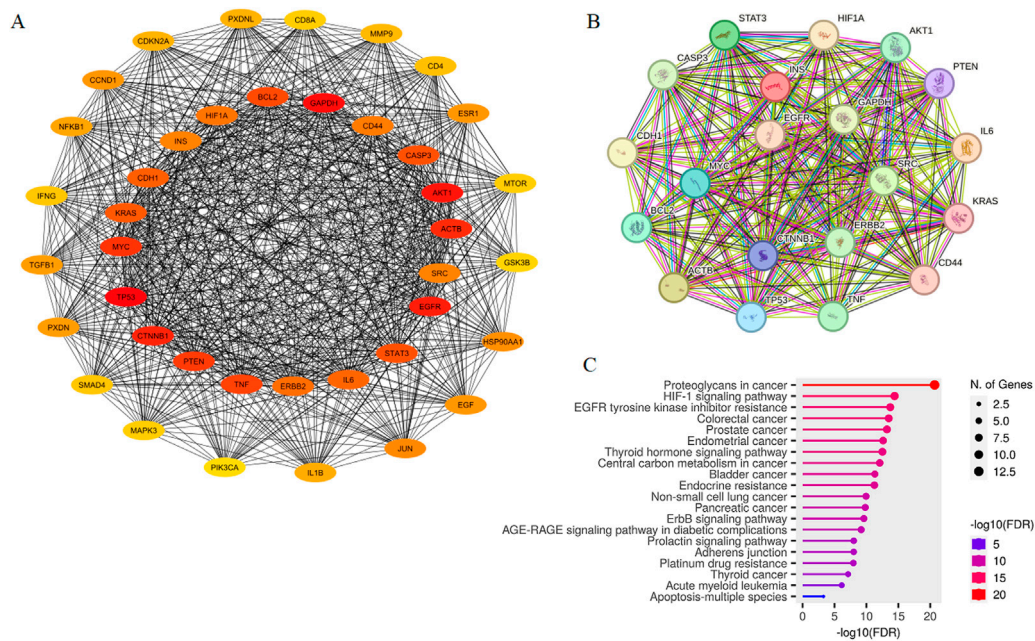 A
PXDNL
CD8A
MMP9
CDKN2A
CD4
CCND1
ESR1
NFKB1
MTOR
IFNG
GSK3B
TGFB1
HSP90AA1
PXDN
EGF
SMAD4
JUN
MAPK3
IL1B
PIK3CA
BCL2
GAPDH
HIF1A
CD44
INS
CASP3
CDH1
AKT1
KRAS
ACTB
MYC
SRC
TP53
EGFR
CTNNB1
STAT3
PTEN
IL6
TNF
ERBB2
B
STAT3
HIF1A
AKT1
CASP3
INS
PTEN
GAPDH
EGFR
CDH1
IL6
MYC
SRC
BCL2
KRAS
ERBB2
CTNNB1
CD44
ACTB
TP53
TNF
C
Proteoglycans in cancer
HIF-1 signaling pathway
EGFR tyrosine kinase inhibitor resistance
Colorectal cancer
Prostate cancer
Endometrial cancer
Thyroid hormone signaling pathway
Central carbon metabolism in cancer
Bladder cancer
Endocrine resistance
Non-small cell lung cancer
Pancreatic cancer
ErbB signaling pathway
AGE-RAGE signaling pathway in diabetic complications
Prolactin signaling pathway
Adherens junction
Platinum drug resistance
Thyroid cancer
Acute myeloid leukemia
Apoptosis-multiple species
0 5 10 15 20
-log10(FDR)
N. of Genes
2.5
5.0
7.5
10.0
12.5
-log10(FDR)
5
10
15
20